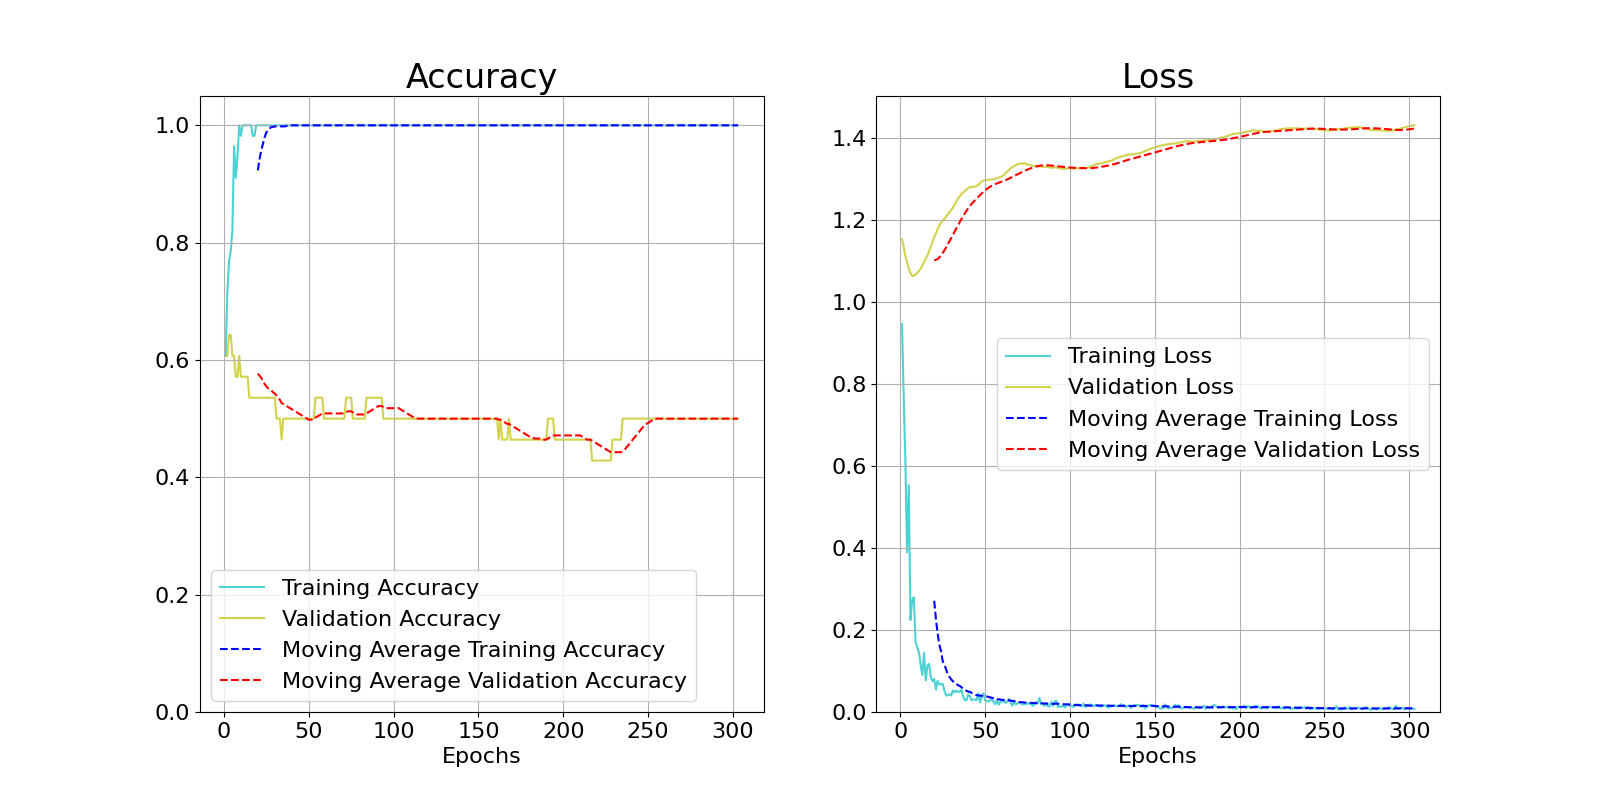 Accuracy
1.0
0.8
0.6
0.4
0.2
0.0
Training Accuracy
Validation Accuracy
Moving Average Training Accuracy
Moving Average Validation Accuracy
0 50 100 150 200 250 300
Epochs
Loss
1.4
1.2
1.0
0.8
0.6
0.4
0.2
0.0
Training Loss
Validation Loss
Moving Average Training Loss
Moving Average Validation Loss
0 50 100 150 200 250 300
Epochs